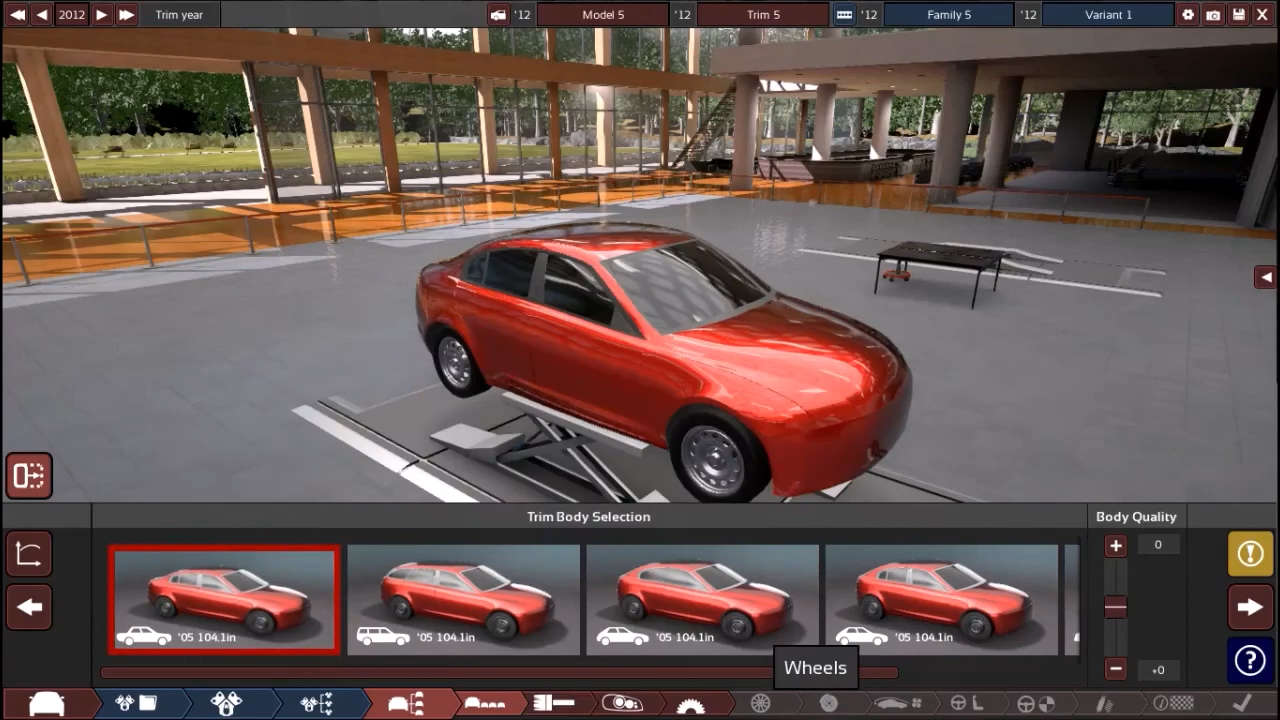 2012 Trim year '12 Model 5 '12 Trim 5 '12 Family 5 '12 Variant 1
Trim Body Selection
Body Quality
+ 0
'05 104.1in '05 104.1in '05 104.1in '05 104.1in
- +0
Wheels